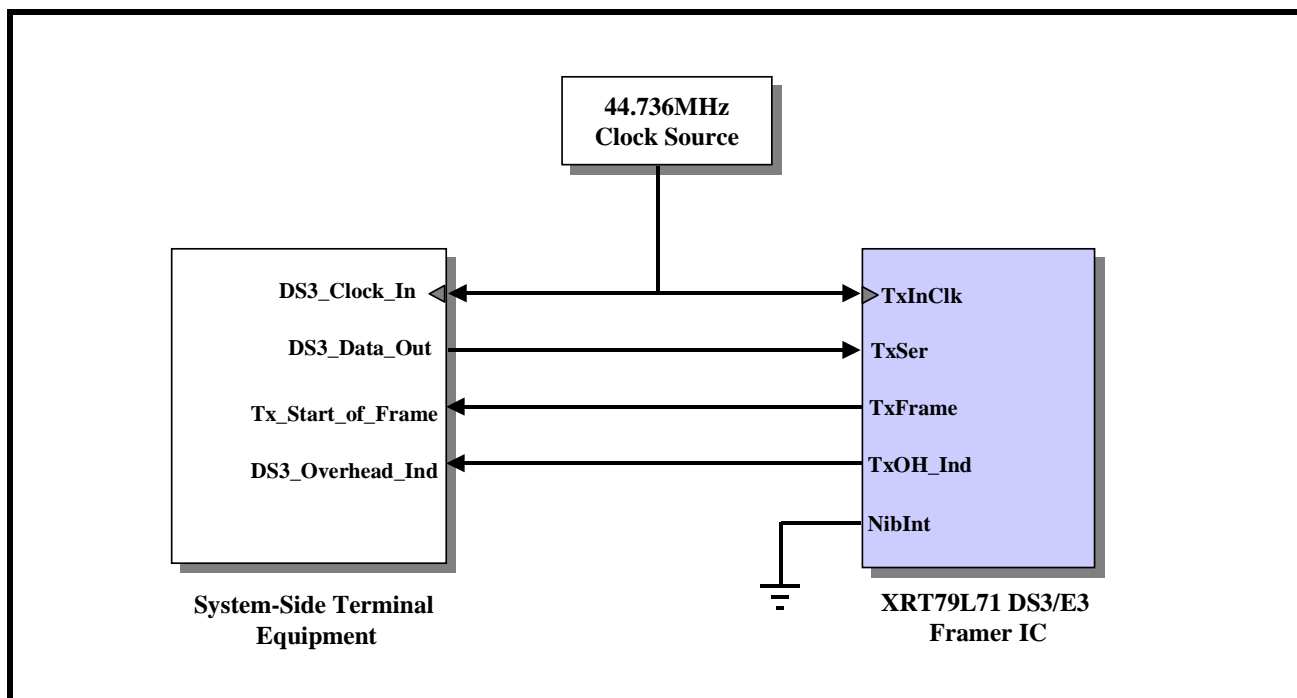 44.736MHz
Clock Source
DS3_Clock_In
DS3_Data_Out
Tx_Start_of_Frame
DS3_Overhead_Ind
TxInClk
TxSer
TxFrame
TxOH_Ind
NibInt
System-Side Terminal
Equipment
XRT79L71 DS3/E3
Framer IC